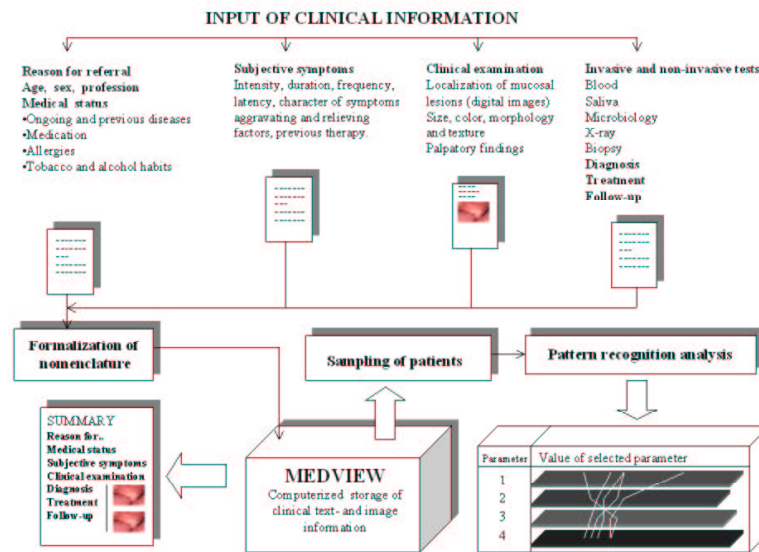 INPUT OF CLINICAL INFORMATION
Reason for referral
Age, sex, profession
Medical status
•Ongoing and previous diseases
•Medication
•Allergies
•Tobacco and alcohol habits
Subjective symptoms
Intensity, duration, frequency,
latency, character of symptoms
aggravating and relieving
factors, previous therapy.
Clinical examination
Localization of mucosal
lesions (digital images)
Size, color, morphology
and texture
Palpatory findings
Invasive and non-invasive tests
Blood
Saliva
Microbiology
X-ray
Biopsy
Diagnosis
Treatment
Follow-up
Formalization of
nomenclature
Sampling of patients
Pattern recognition analysis
SUMMARY
Reason for..
Medical status
Subjective symptoms
Clinical examination
Diagnosis
Treatment
Follow-up
MEDVIEW
Computerized storage of
clinical text- and image
information
Parameter Value of selected parameter
1
2
3
4